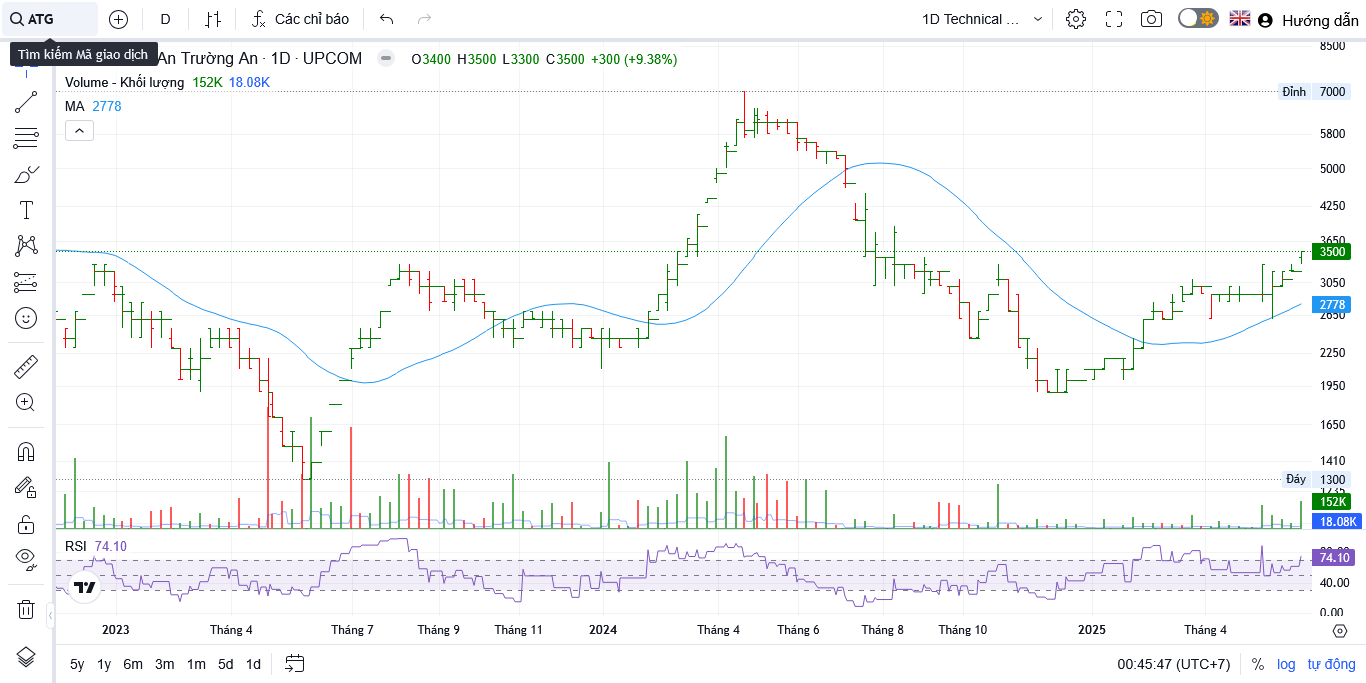 ATG
D
Các chỉ báo
1D Technical ...
Hướng dẫn
Tìm kiếm Mã giao dịch
An Trường An · 1D · UPCOM
O3400 H3500 L3300 C3500 +300 (+9.38%)
Volume - Khối lượng 152K 18.08K
MA 2778
8500
Đỉnh 7000
5800
5000
4250
3650
3500
3050
2778
2650
2250
1950
1650
1410
Đáy 1300
1235
152K
18.08K
RSI 74.10
80.00
74.10
40.00
0.00
2023 Tháng 4 Tháng 7 Tháng 9 Tháng 11 2024 Tháng 4 Tháng 6 Tháng 8 Tháng 10 2025 Tháng 4
5y 1y 6m 3m 1m 5d 1d
00:45:47 (UTC+7) % log tự động